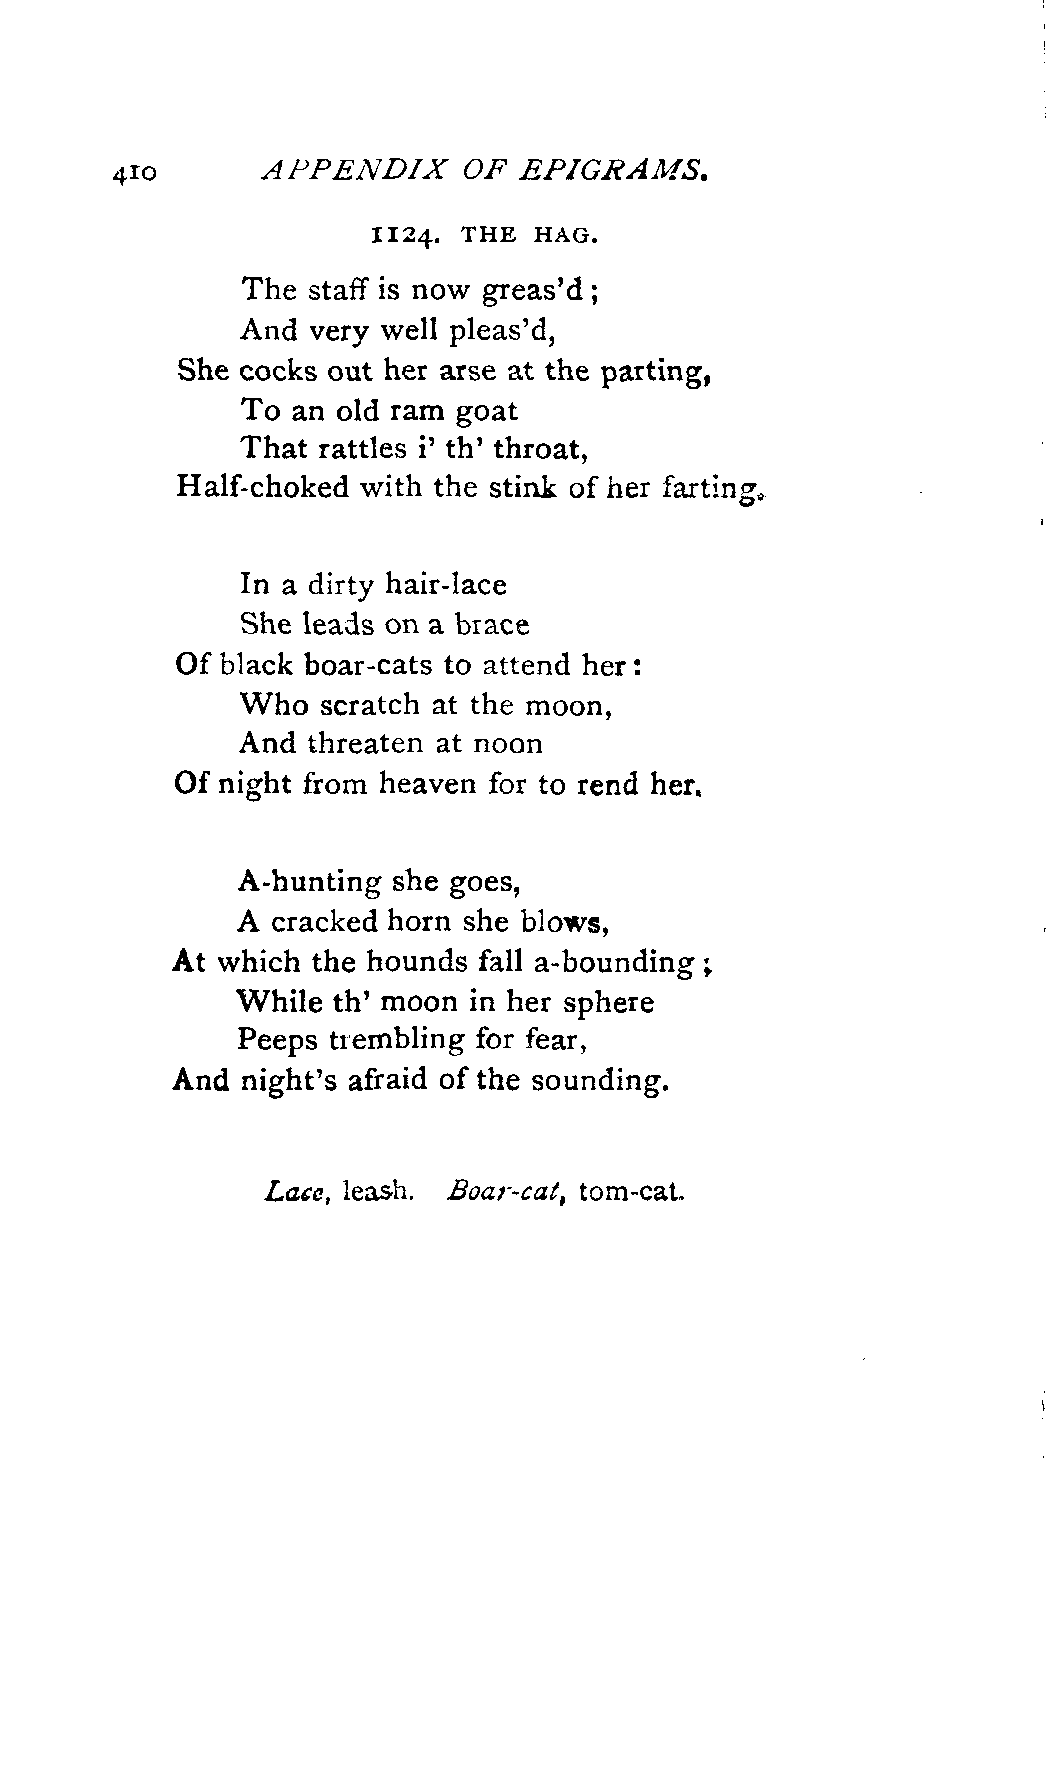 410 APPENDIX OF EPIGRAMS.
1124. THE HAG.
The staff is now greas'd;
And very well pleas'd,
She cocks out her arse at the parting,
To an old ram goat
That rattles i' th' throat,
Half-choked with the stink of her farting.
In a dirty hair-lace
She leads on a brace
Of black boar-cats to attend her:
Who scratch at the moon,
And threaten at noon
Of night from heaven for to rend her.
A-hunting she goes,
A cracked horn she blows,
At which the hounds fall a-bounding;
While th' moon in her sphere
Peeps trembling for fear,
And night's afraid of the sounding.
Lace, leash. Boar-cat, tom-cat.